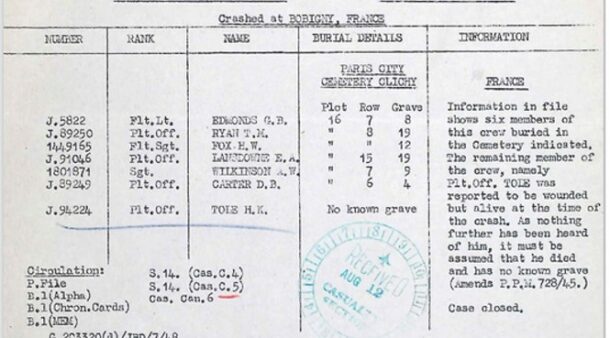 Crashed at BOBIGNY, FRANCE
NUMBER RANK NAME BURIAL DETAILS INFORMATION
PARIS CITY
CEMETERY CLICHY FRANCE
Plot Row Grave
J.5822 Flt.Lt. EDMONDS G.B. 16 7 8
J.89250 Plt.Off. RYAN T.M. " 8 19
1449165 Flt.Sgt. FOX H.W. " " 12
J.91046 Plt.Off. LANSDOWNE E.A. " 15 19
1801871 Sgt. WILKINSON A.W. " 7 9
J.89249 Plt.Off. CARTER D.B. " 6 4
J.94224 Plt.Off. TOLE H.K. No known grave
Information in file
shows six members of
this crew buried in
the Cemetery indicated.
The remaining member of
the crew, namely
Plt.Off. TOLE was
reported to be wounded
but alive at the time of
the crash. As nothing
further has been heard
of him, it must be
assumed that he died
and has no known grave
(Amends P.P.M. 728/45.)
Case closed.
Circulation: S.14. (Cas.C.4)
P.File S.14. (Cas.C.5)
B.1(Alpha) Cas. Can.6
B.1(Chron.Cards)
B.1(MEM)
RECEIVED
AUG 12